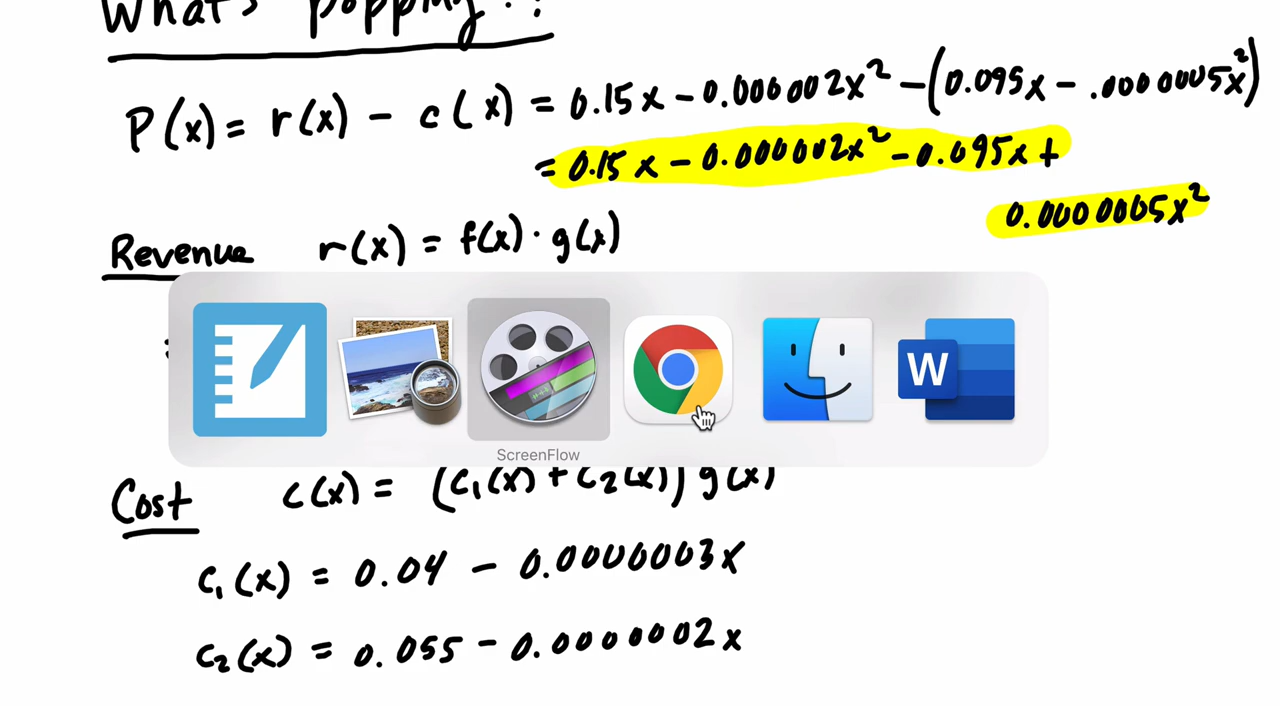 What's popping??
P(x) = r(x) - c(x) = 0.15x - 0.000002x² - (0.095x - .0000005x²)
= 0.15x - 0.000002x² - 0.095x +
0.0000005x²
Revenue r(x) = f(x) · g(x)
ScreenFlow
W
Cost c(x) = (c₁(x) + c₂(x)) g(x)
c₁(x) = 0.04 - 0.0000003x
c₂(x) = 0.055 - 0.0000002x